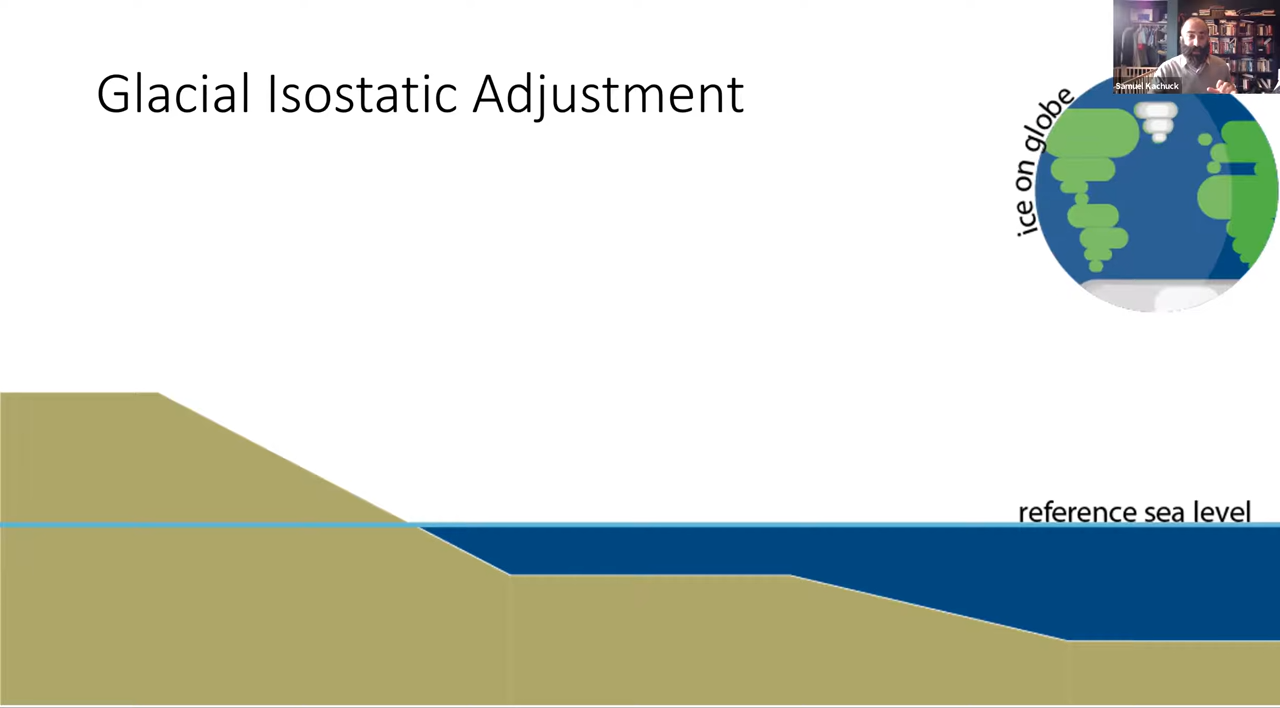 Glacial Isostatic Adjustment
Samuel Kachuck
ice on globe
reference sea level